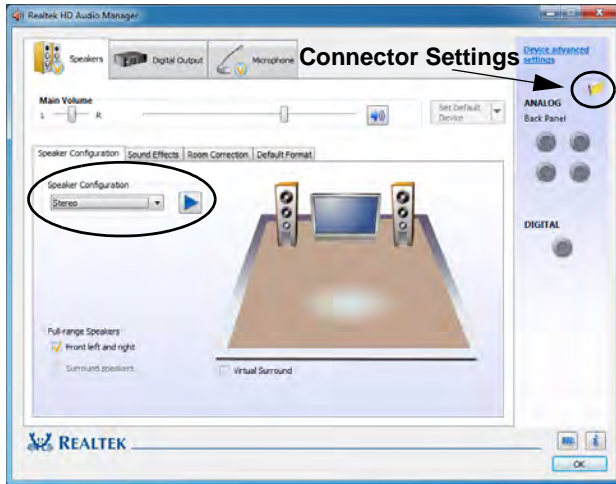 Realtek HD Audio Manager
Speakers
Digital Output
Microphone
Connector Settings
Device advanced
settings
Main Volume
L
R
Set Default
Device
ANALOG
Back Panel
Speaker Configuration
Sound Effects
Room Correction
Default Format
Speaker Configuration
Stereo
DIGITAL
Full-range Speakers
Front left and right
Surround speakers
Virtual Surround
REALTEK
i
OK